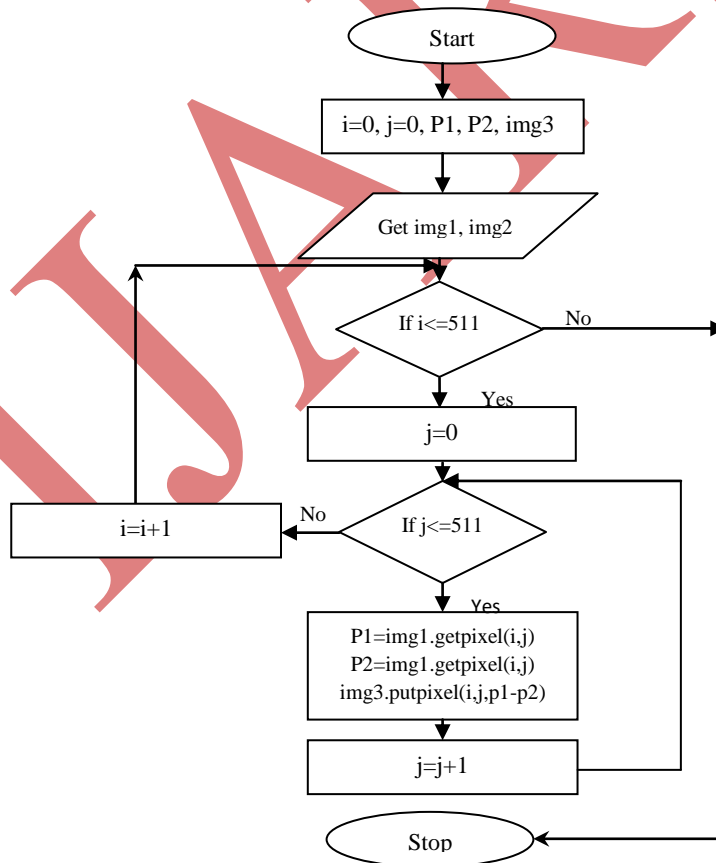 Start
i=0, j=0, P1, P2, img3
Get img1, img2
If i<=511
No
Yes
j=0
If j<=511
No
i=i+1
Yes
P1=img1.getpixel(i,j)
P2=img1.getpixel(i,j)
img3.putpixel(i,j,p1-p2)
j=j+1
Stop